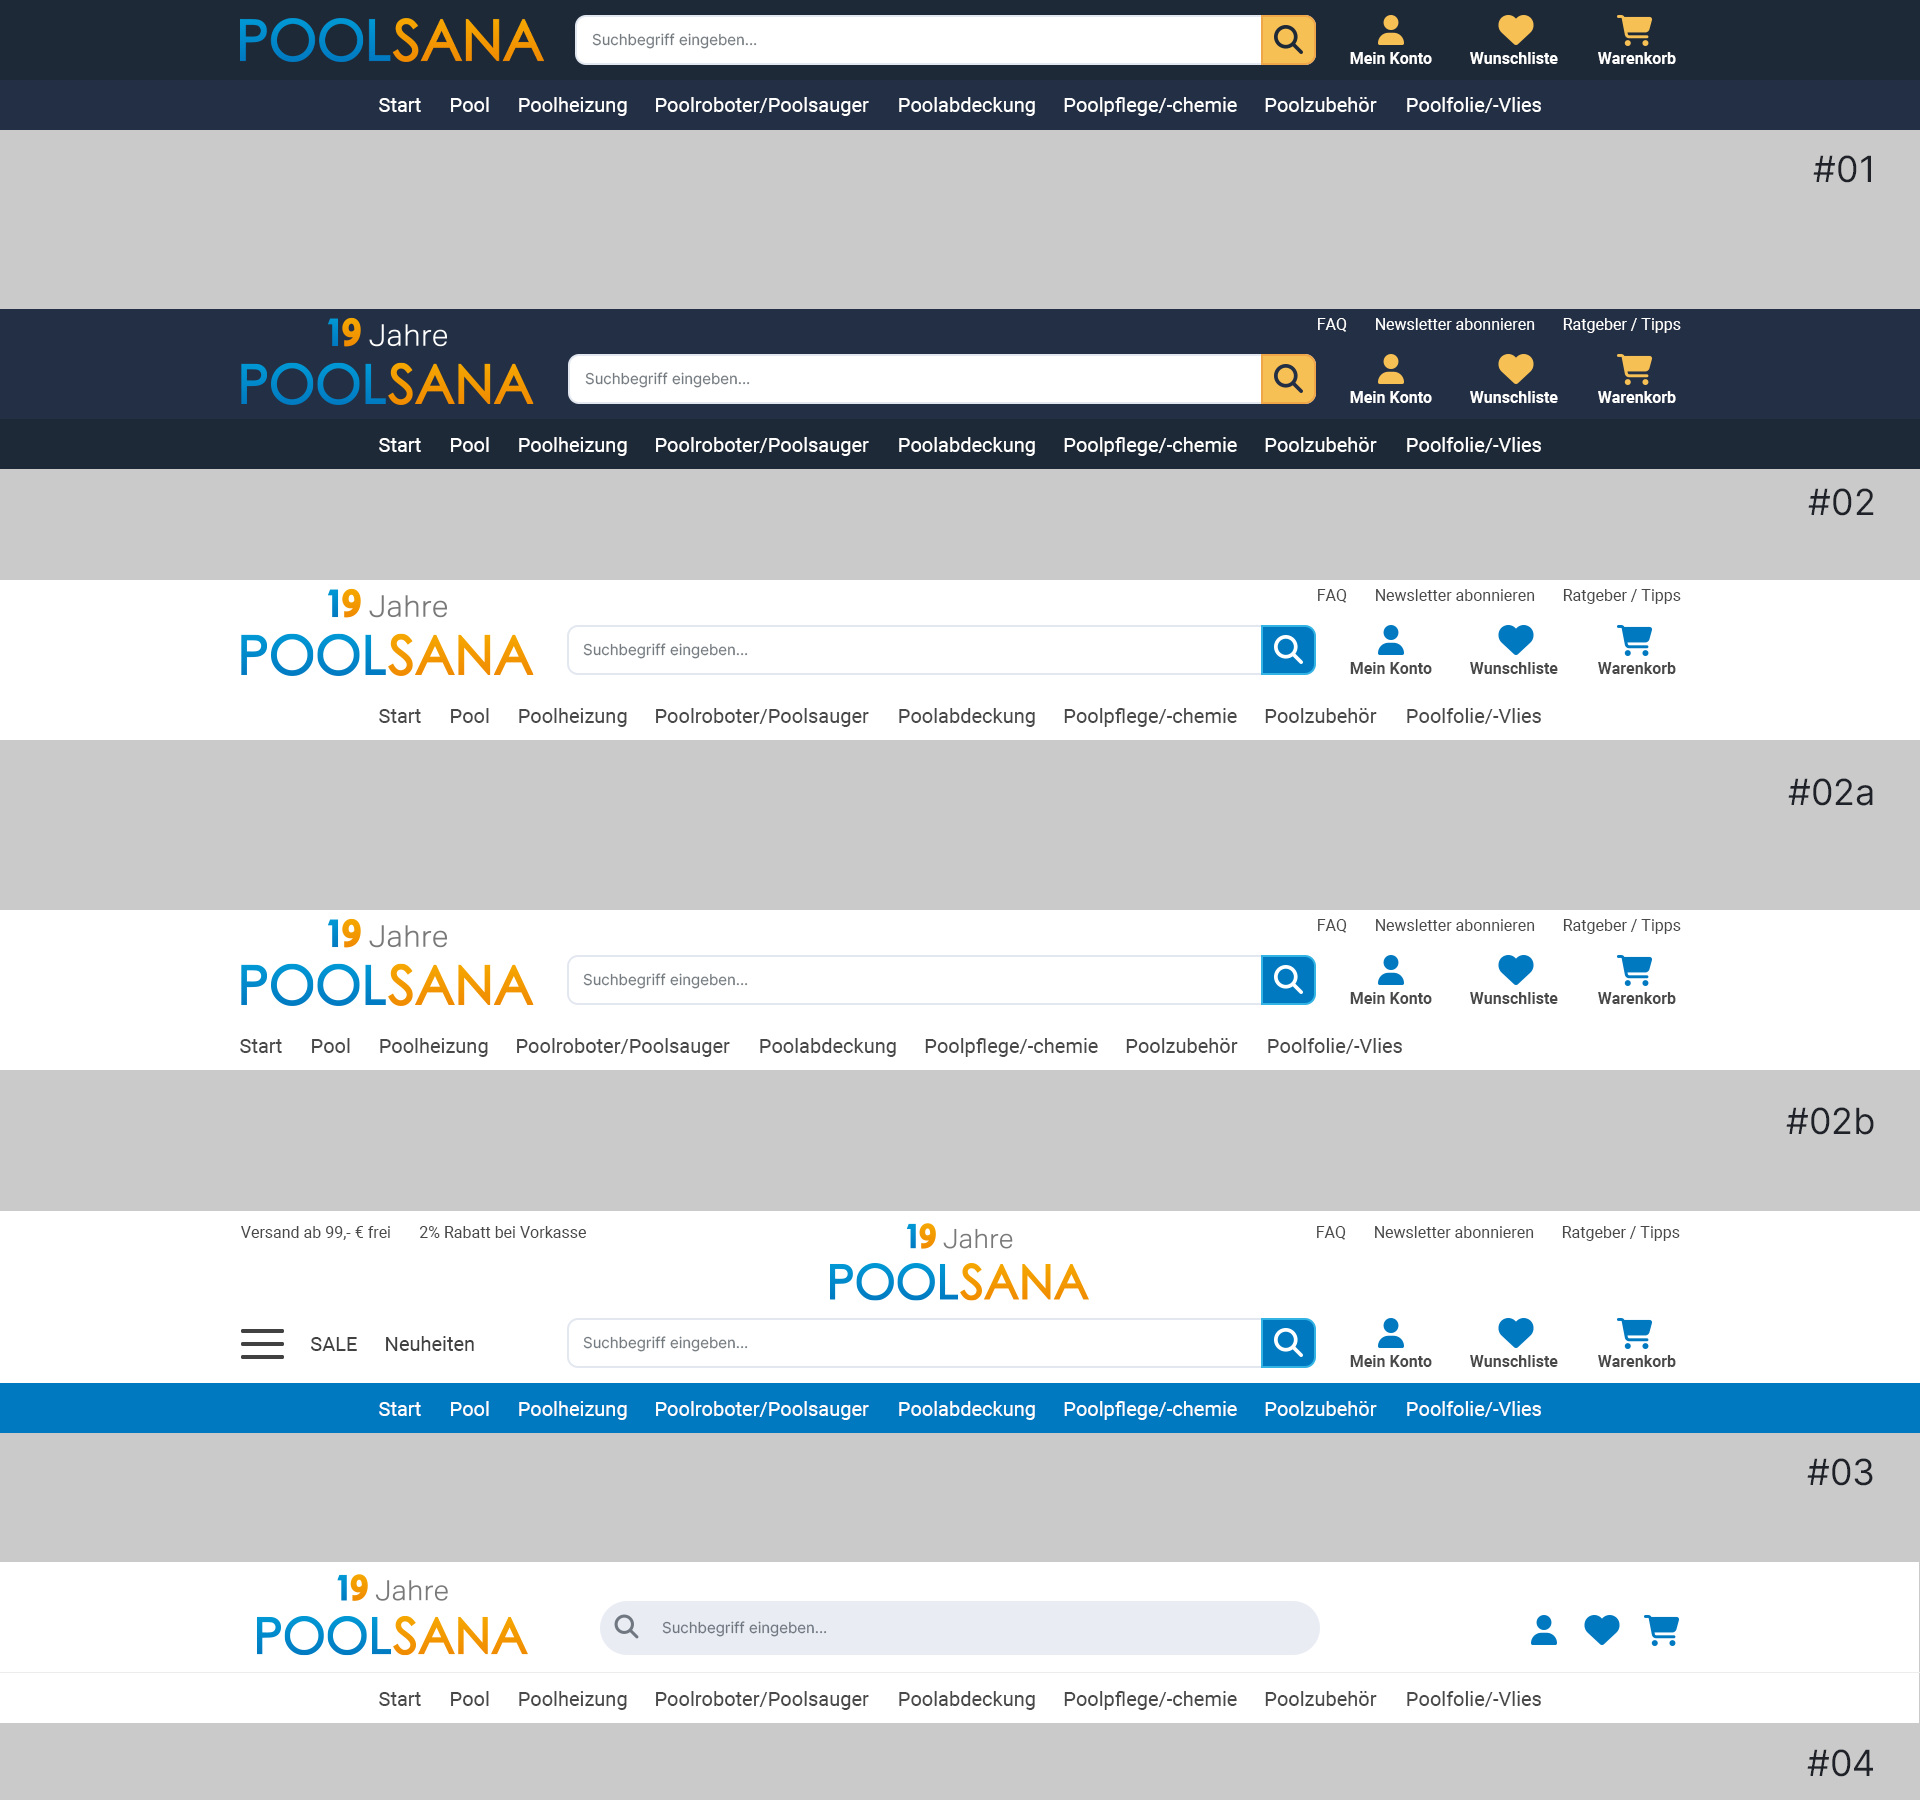 POOLSANA
Suchbegriff eingeben...
Mein Konto Wunschliste Warenkorb
Start Pool Poolheizung Poolroboter/Poolsauger Poolabdeckung Poolpflege/-chemie Poolzubehör Poolfolie/-Vlies
#01
19 Jahre
FAQ Newsletter abonnieren Ratgeber / Tipps
POOLSANA
Suchbegriff eingeben...
Mein Konto Wunschliste Warenkorb
Start Pool Poolheizung Poolroboter/Poolsauger Poolabdeckung Poolpflege/-chemie Poolzubehör Poolfolie/-Vlies
#02
19 Jahre
FAQ Newsletter abonnieren Ratgeber / Tipps
POOLSANA
Suchbegriff eingeben...
Mein Konto Wunschliste Warenkorb
Start Pool Poolheizung Poolroboter/Poolsauger Poolabdeckung Poolpflege/-chemie Poolzubehör Poolfolie/-Vlies
#02a
19 Jahre
FAQ Newsletter abonnieren Ratgeber / Tipps
POOLSANA
Suchbegriff eingeben...
Mein Konto Wunschliste Warenkorb
Start Pool Poolheizung Poolroboter/Poolsauger Poolabdeckung Poolpflege/-chemie Poolzubehör Poolfolie/-Vlies
#02b
Versand ab 99,- € frei 2% Rabatt bei Vorkasse
19 Jahre
FAQ Newsletter abonnieren Ratgeber / Tipps
POOLSANA
SALE Neuheiten
Suchbegriff eingeben...
Mein Konto Wunschliste Warenkorb
Start Pool Poolheizung Poolroboter/Poolsauger Poolabdeckung Poolpflege/-chemie Poolzubehör Poolfolie/-Vlies
#03
19 Jahre
POOLSANA
Suchbegriff eingeben...
Start Pool Poolheizung Poolroboter/Poolsauger Poolabdeckung Poolpflege/-chemie Poolzubehör Poolfolie/-Vlies
#04